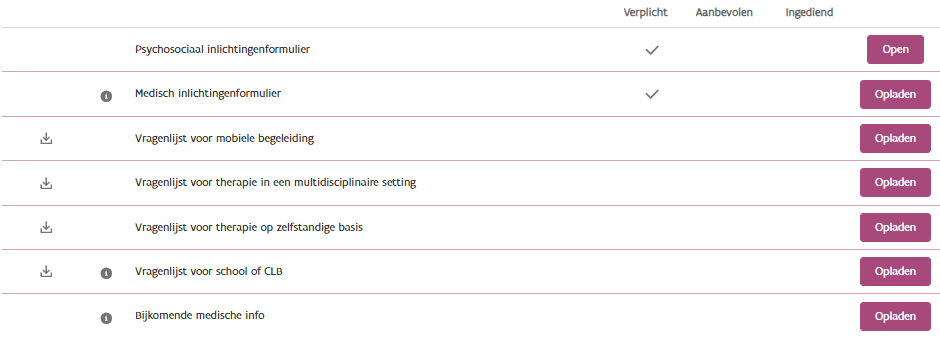 Verplicht Aanbevolen Ingediend
Psychosociaal inlichtingenformulier Open
Medisch inlichtingenformulier Opladen
Vragenlijst voor mobiele begeleiding Opladen
Vragenlijst voor therapie in een multidisciplinaire setting Opladen
Vragenlijst voor therapie op zelfstandige basis Opladen
Vragenlijst voor school of CLB Opladen
Bijkomende medische info Opladen